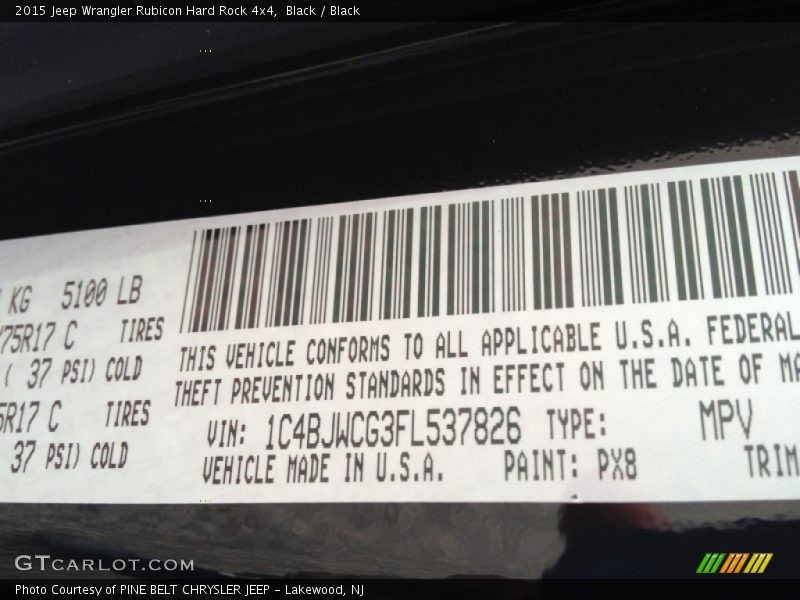 2015 Jeep Wrangler Rubicon Hard Rock 4x4,  Black / Black
KG 5100 LB
75R17 C TIRES
( 37 PSI) COLD
5R17 C TIRES
37 PSI) COLD
THIS VEHICLE CONFORMS TO ALL APPLICABLE U.S.A. FEDERAL
THEFT PREVENTION STANDARDS IN EFFECT ON THE DATE OF MA
VIN: 1C4BJWCG3FL537826 TYPE: MPV
VEHICLE MADE IN U.S.A. PAINT: PX8 TRIM
GTCARLOT.COM
Photo Courtesy of PINE BELT CHRYSLER JEEP – Lakewood, NJ